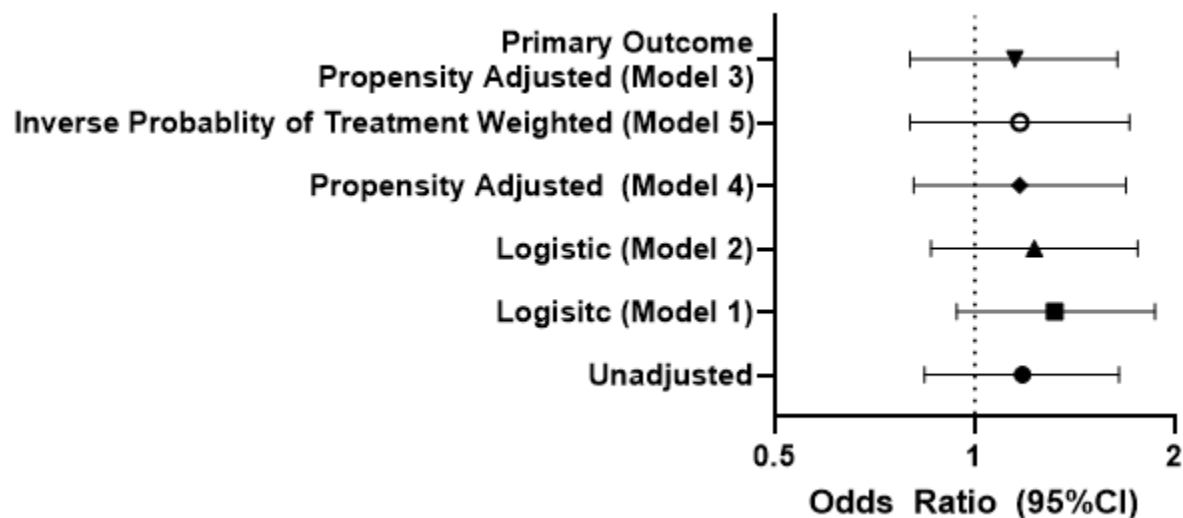 Primary Outcome
Propensity Adjusted (Model 3)
Inverse Probablity of Treatment Weighted (Model 5)
Propensity Adjusted (Model 4)
Logistic (Model 2)
Logisitc (Model 1)
Unadjusted
0.5 1 2
Odds Ratio (95%CI)